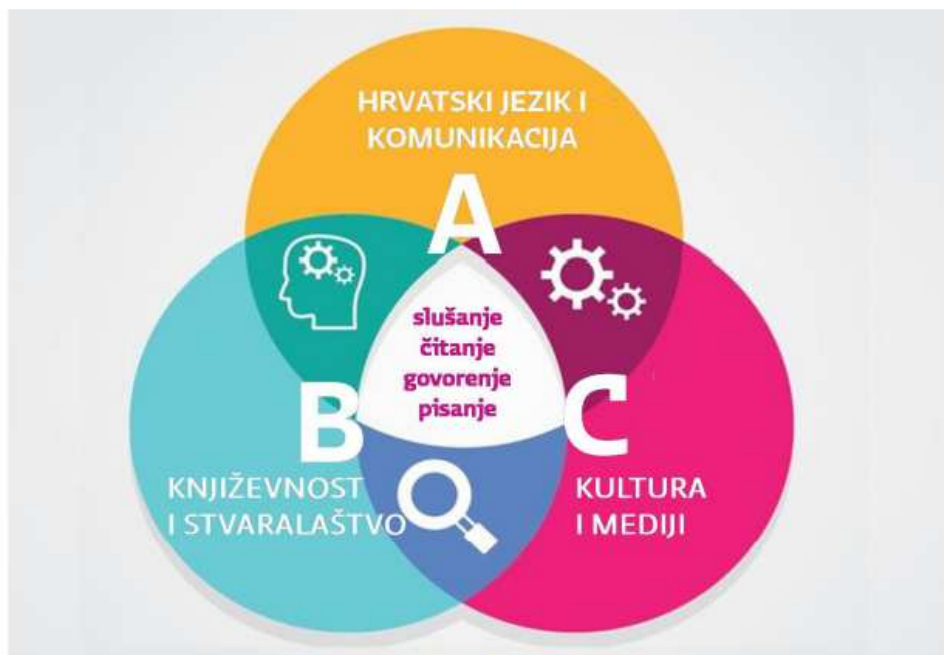 HRVATSKI JEZIK I
KOMUNIKACIJA
A
slušanje
čitanje
govorenje
pisanje
B
C
KNJIŽEVNOST
I STVARALAŠTVO
KULTURA
I MEDIJI